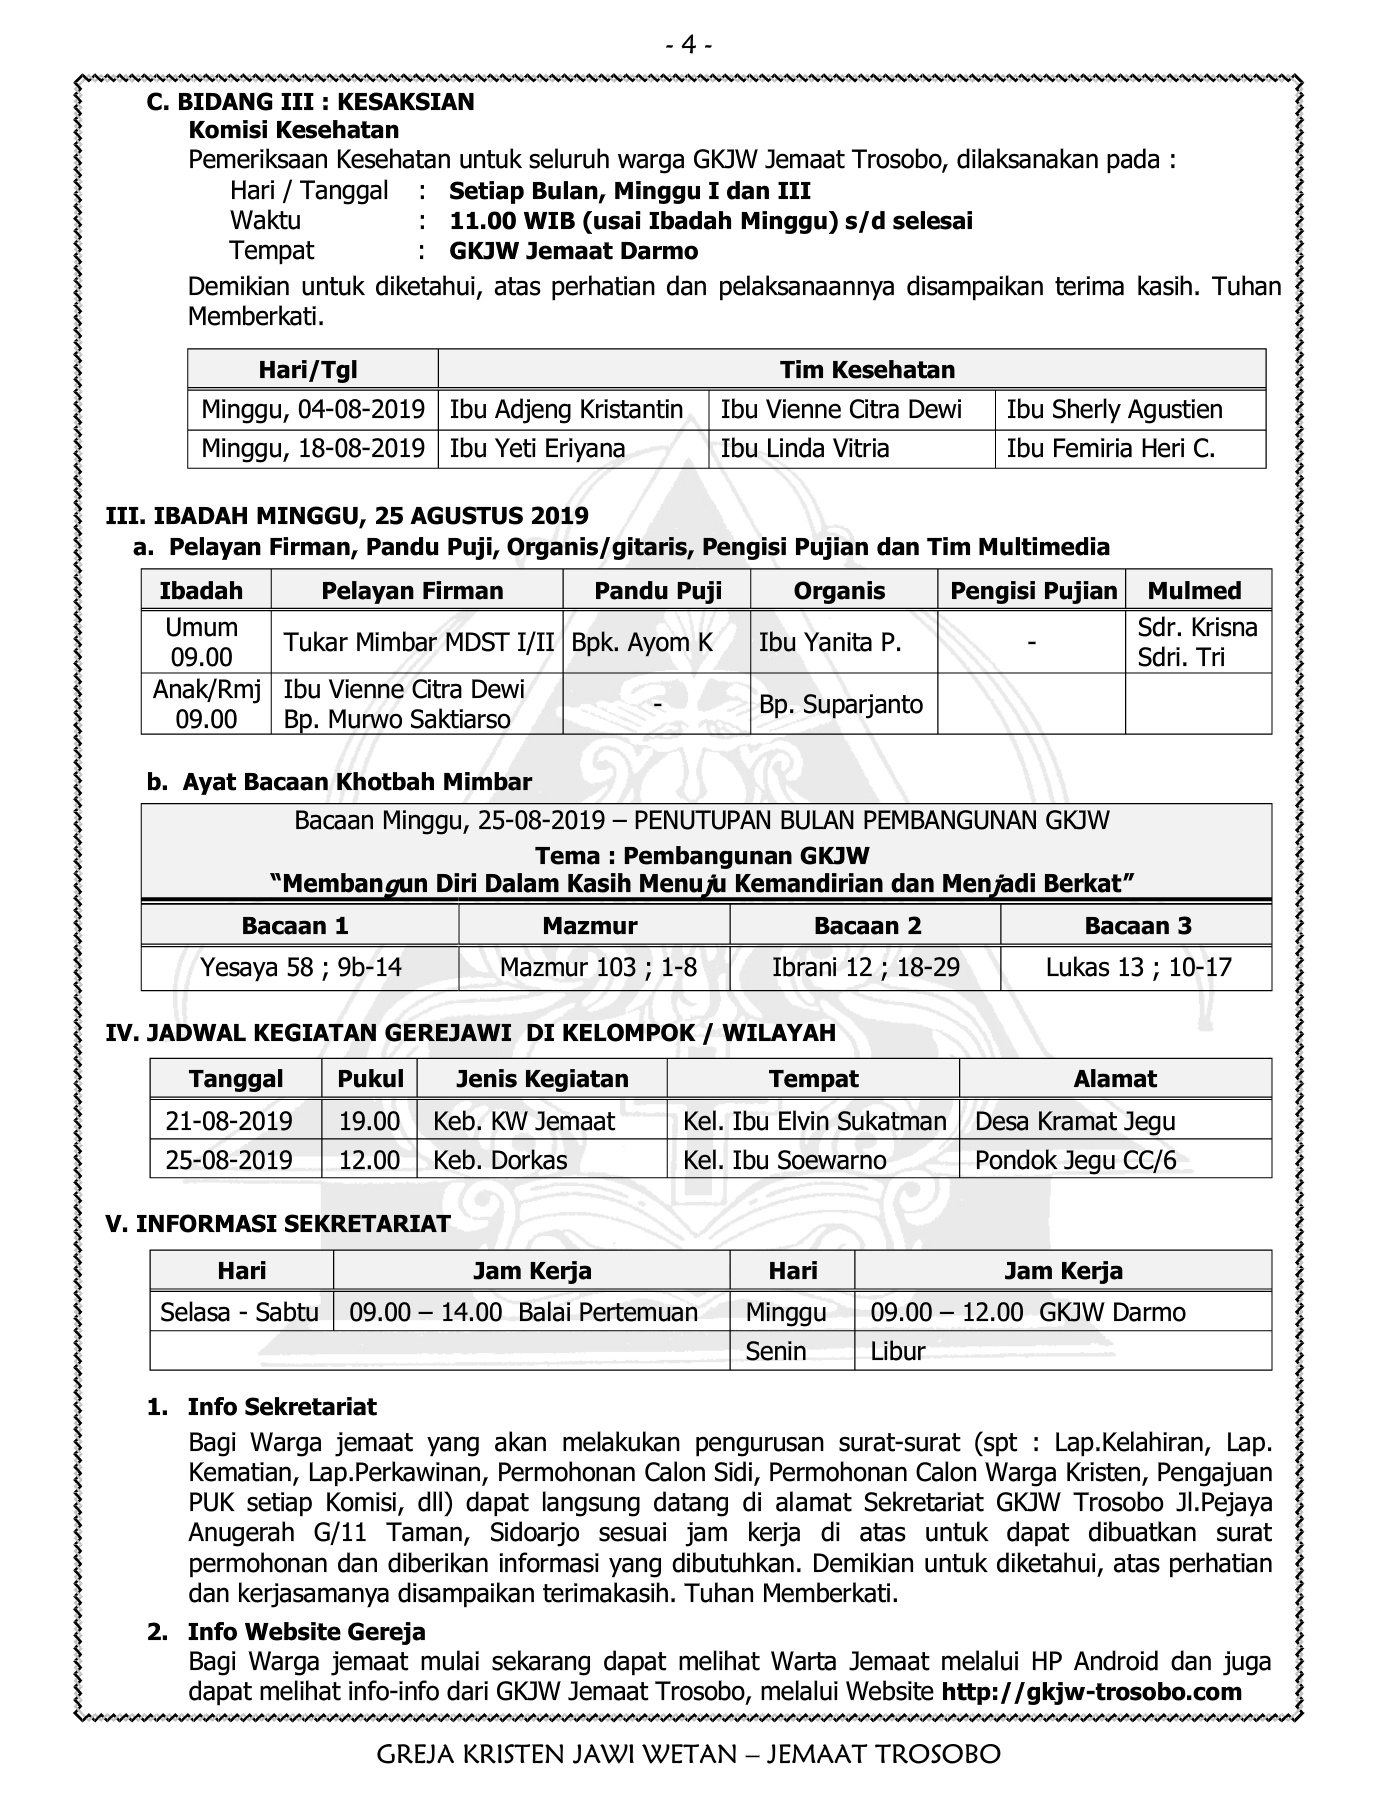 - 4 -
C. BIDANG III : KESAKSIAN
Komisi Kesehatan
Pemeriksaan Kesehatan untuk seluruh warga GKJW Jemaat Trosobo, dilaksanakan pada :
Hari / Tanggal : Setiap Bulan, Minggu I dan III
Waktu : 11.00 WIB (usai Ibadah Minggu) s/d selesai
Tempat : GKJW Jemaat Darmo
Demikian untuk diketahui, atas perhatian dan pelaksanaannya disampaikan terima kasih. Tuhan
Memberkati.
Hari/Tgl Tim Kesehatan
Minggu, 04-08-2019 Ibu Adjeng Kristantin Ibu Vienne Citra Dewi Ibu Sherly Agustien
Minggu, 18-08-2019 Ibu Yeti Eriyana Ibu Linda Vitria Ibu Femiria Heri C.
III. IBADAH MINGGU, 25 AGUSTUS 2019
a. Pelayan Firman, Pandu Puji, Organis/gitaris, Pengisi Pujian dan Tim Multimedia
Ibadah Pelayan Firman Pandu Puji Organis Pengisi Pujian Mulmed
Umum 09.00 Tukar Mimbar MDST I/II Bpk. Ayom K Ibu Yanita P. - Sdr. Krisna Sdri. Tri
Anak/Rmj 09.00 Ibu Vienne Citra Dewi Bp. Murwo Saktiarso - Bp. Suparjanto
b. Ayat Bacaan Khotbah Mimbar
Bacaan Minggu, 25-08-2019 – PENUTUPAN BULAN PEMBANGUNAN GKJW
Tema : Pembangunan GKJW
“Membangun Diri Dalam Kasih Menuju Kemandirian dan Menjadi Berkat”
Bacaan 1 Mazmur Bacaan 2 Bacaan 3
Yesaya 58 ; 9b-14 Mazmur 103 ; 1-8 Ibrani 12 ; 18-29 Lukas 13 ; 10-17
IV. JADWAL KEGIATAN GEREJAWI DI KELOMPOK / WILAYAH
Tanggal Pukul Jenis Kegiatan Tempat Alamat
21-08-2019 19.00 Keb. KW Jemaat Kel. Ibu Elvin Sukatman Desa Kramat Jegu
25-08-2019 12.00 Keb. Dorkas Kel. Ibu Soewarno Pondok Jegu CC/6
V. INFORMASI SEKRETARIAT
Hari Jam Kerja Hari Jam Kerja
Selasa - Sabtu 09.00 – 14.00 Balai Pertemuan Minggu 09.00 – 12.00 GKJW Darmo
Senin Libur
1. Info Sekretariat
Bagi Warga jemaat yang akan melakukan pengurusan surat-surat (spt : Lap.Kelahiran, Lap.
Kematian, Lap.Perkawinan, Permohonan Calon Sidi, Permohonan Calon Warga Kristen, Pengajuan
PUK setiap Komisi, dll) dapat langsung datang di alamat Sekretariat GKJW Trosobo Jl.Pejaya
Anugerah G/11 Taman, Sidoarjo sesuai jam kerja di atas untuk dapat dibuatkan surat
permohonan dan diberikan informasi yang dibutuhkan. Demikian untuk diketahui, atas perhatian
dan kerjasamanya disampaikan terimakasih. Tuhan Memberkati.
2. Info Website Gereja
Bagi Warga jemaat mulai sekarang dapat melihat Warta Jemaat melalui HP Android dan juga
dapat melihat info-info dari GKJW Jemaat Trosobo, melalui Website http://gkjw-trosobo.com
GREJA KRISTEN JAWI WETAN – JEMAAT TROSOBO